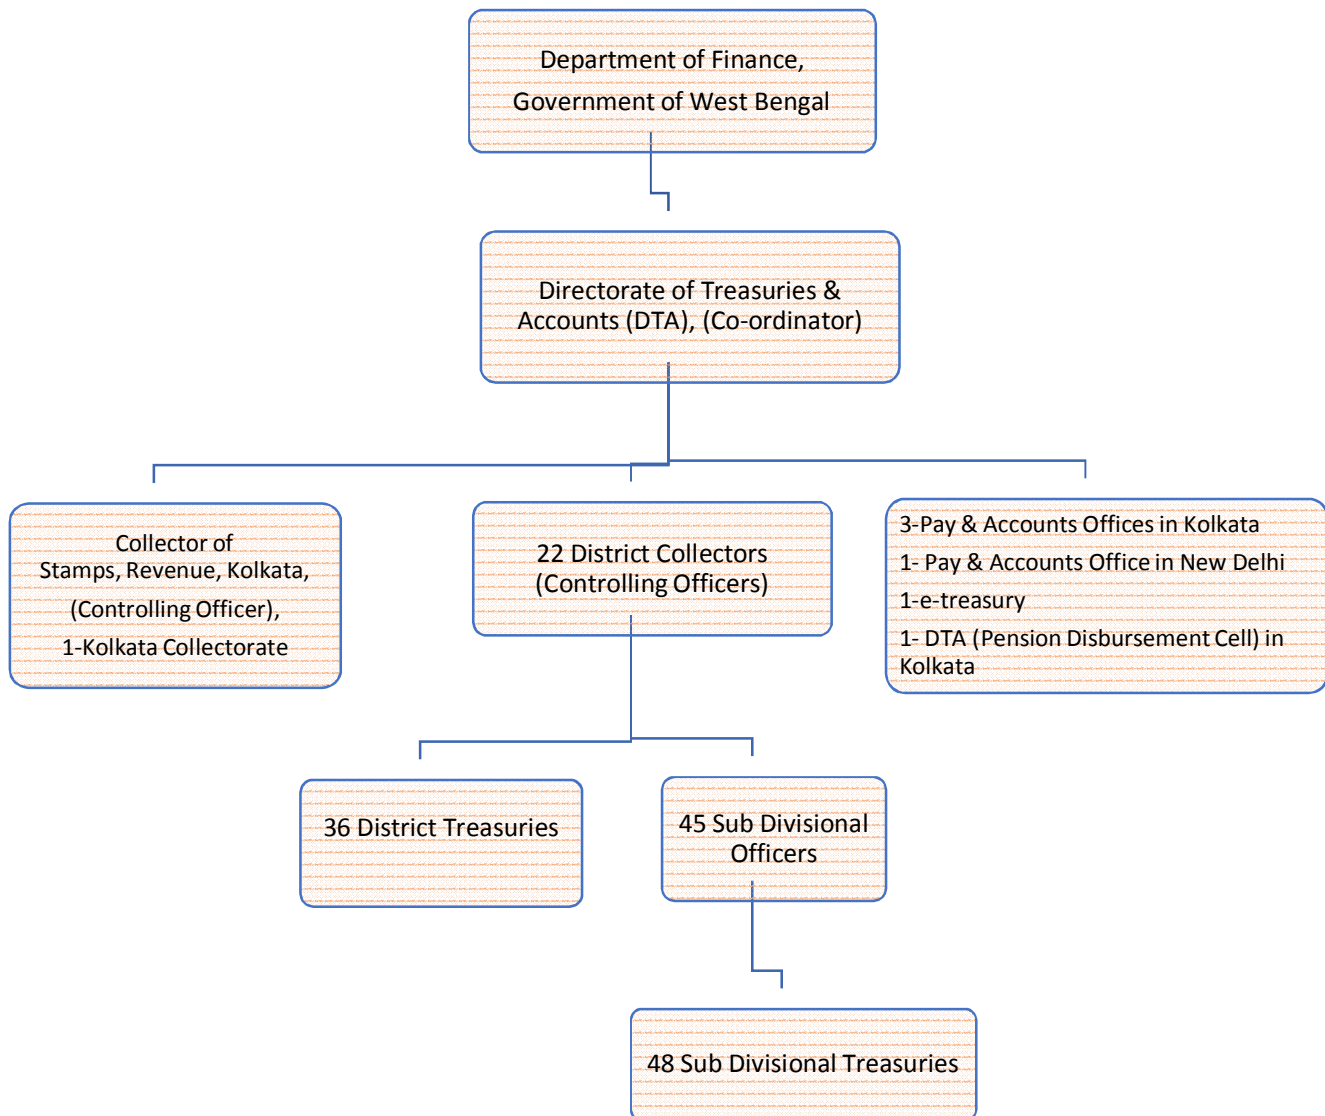 Department of Finance,
Government of West Bengal
Directorate of Treasuries &
Accounts (DTA), (Co-ordinator)
Collector of
Stamps, Revenue, Kolkata,
(Controlling Officer),
1-Kolkata Collectorate
22 District Collectors
(Controlling Officers)
3-Pay & Accounts Offices in Kolkata
1- Pay & Accounts Office in New Delhi
1-e-treasury
1- DTA (Pension Disbursement Cell) in
Kolkata
36 District Treasuries
45 Sub Divisional
Officers
48 Sub Divisional Treasuries